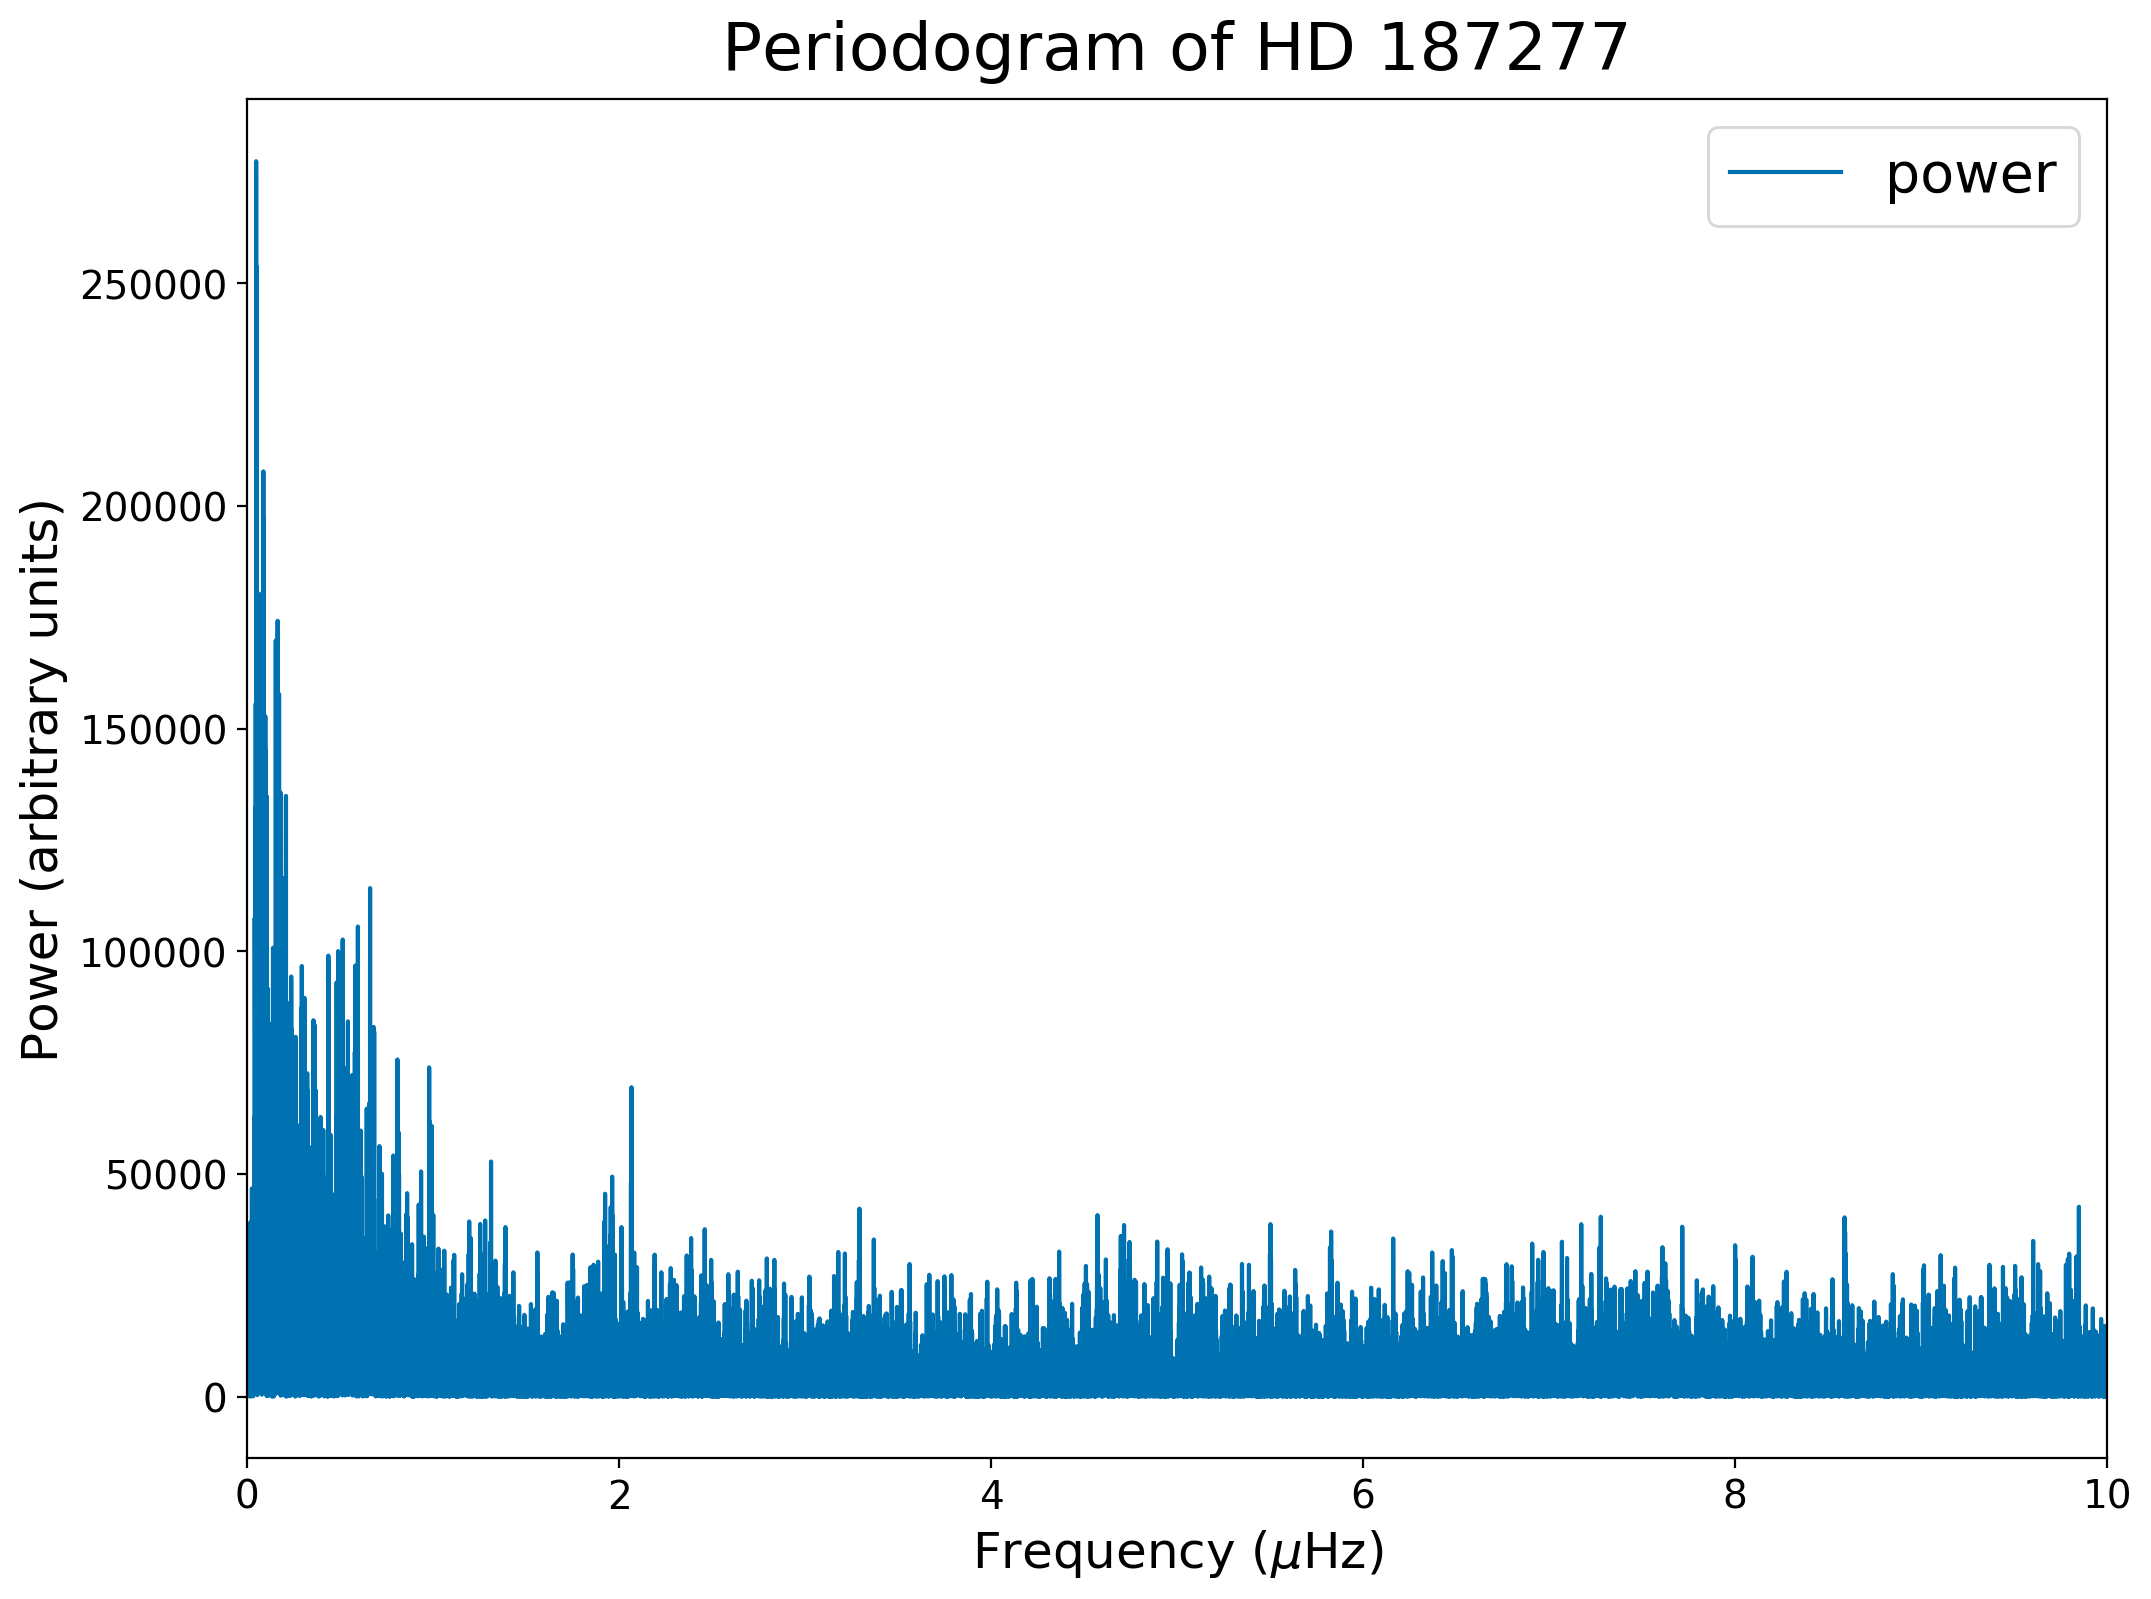 Periodogram of HD 187277
power
Power (arbitrary units)
250000
200000
150000
100000
50000
0
0 2 4 6 8 10
Frequency (μHz)